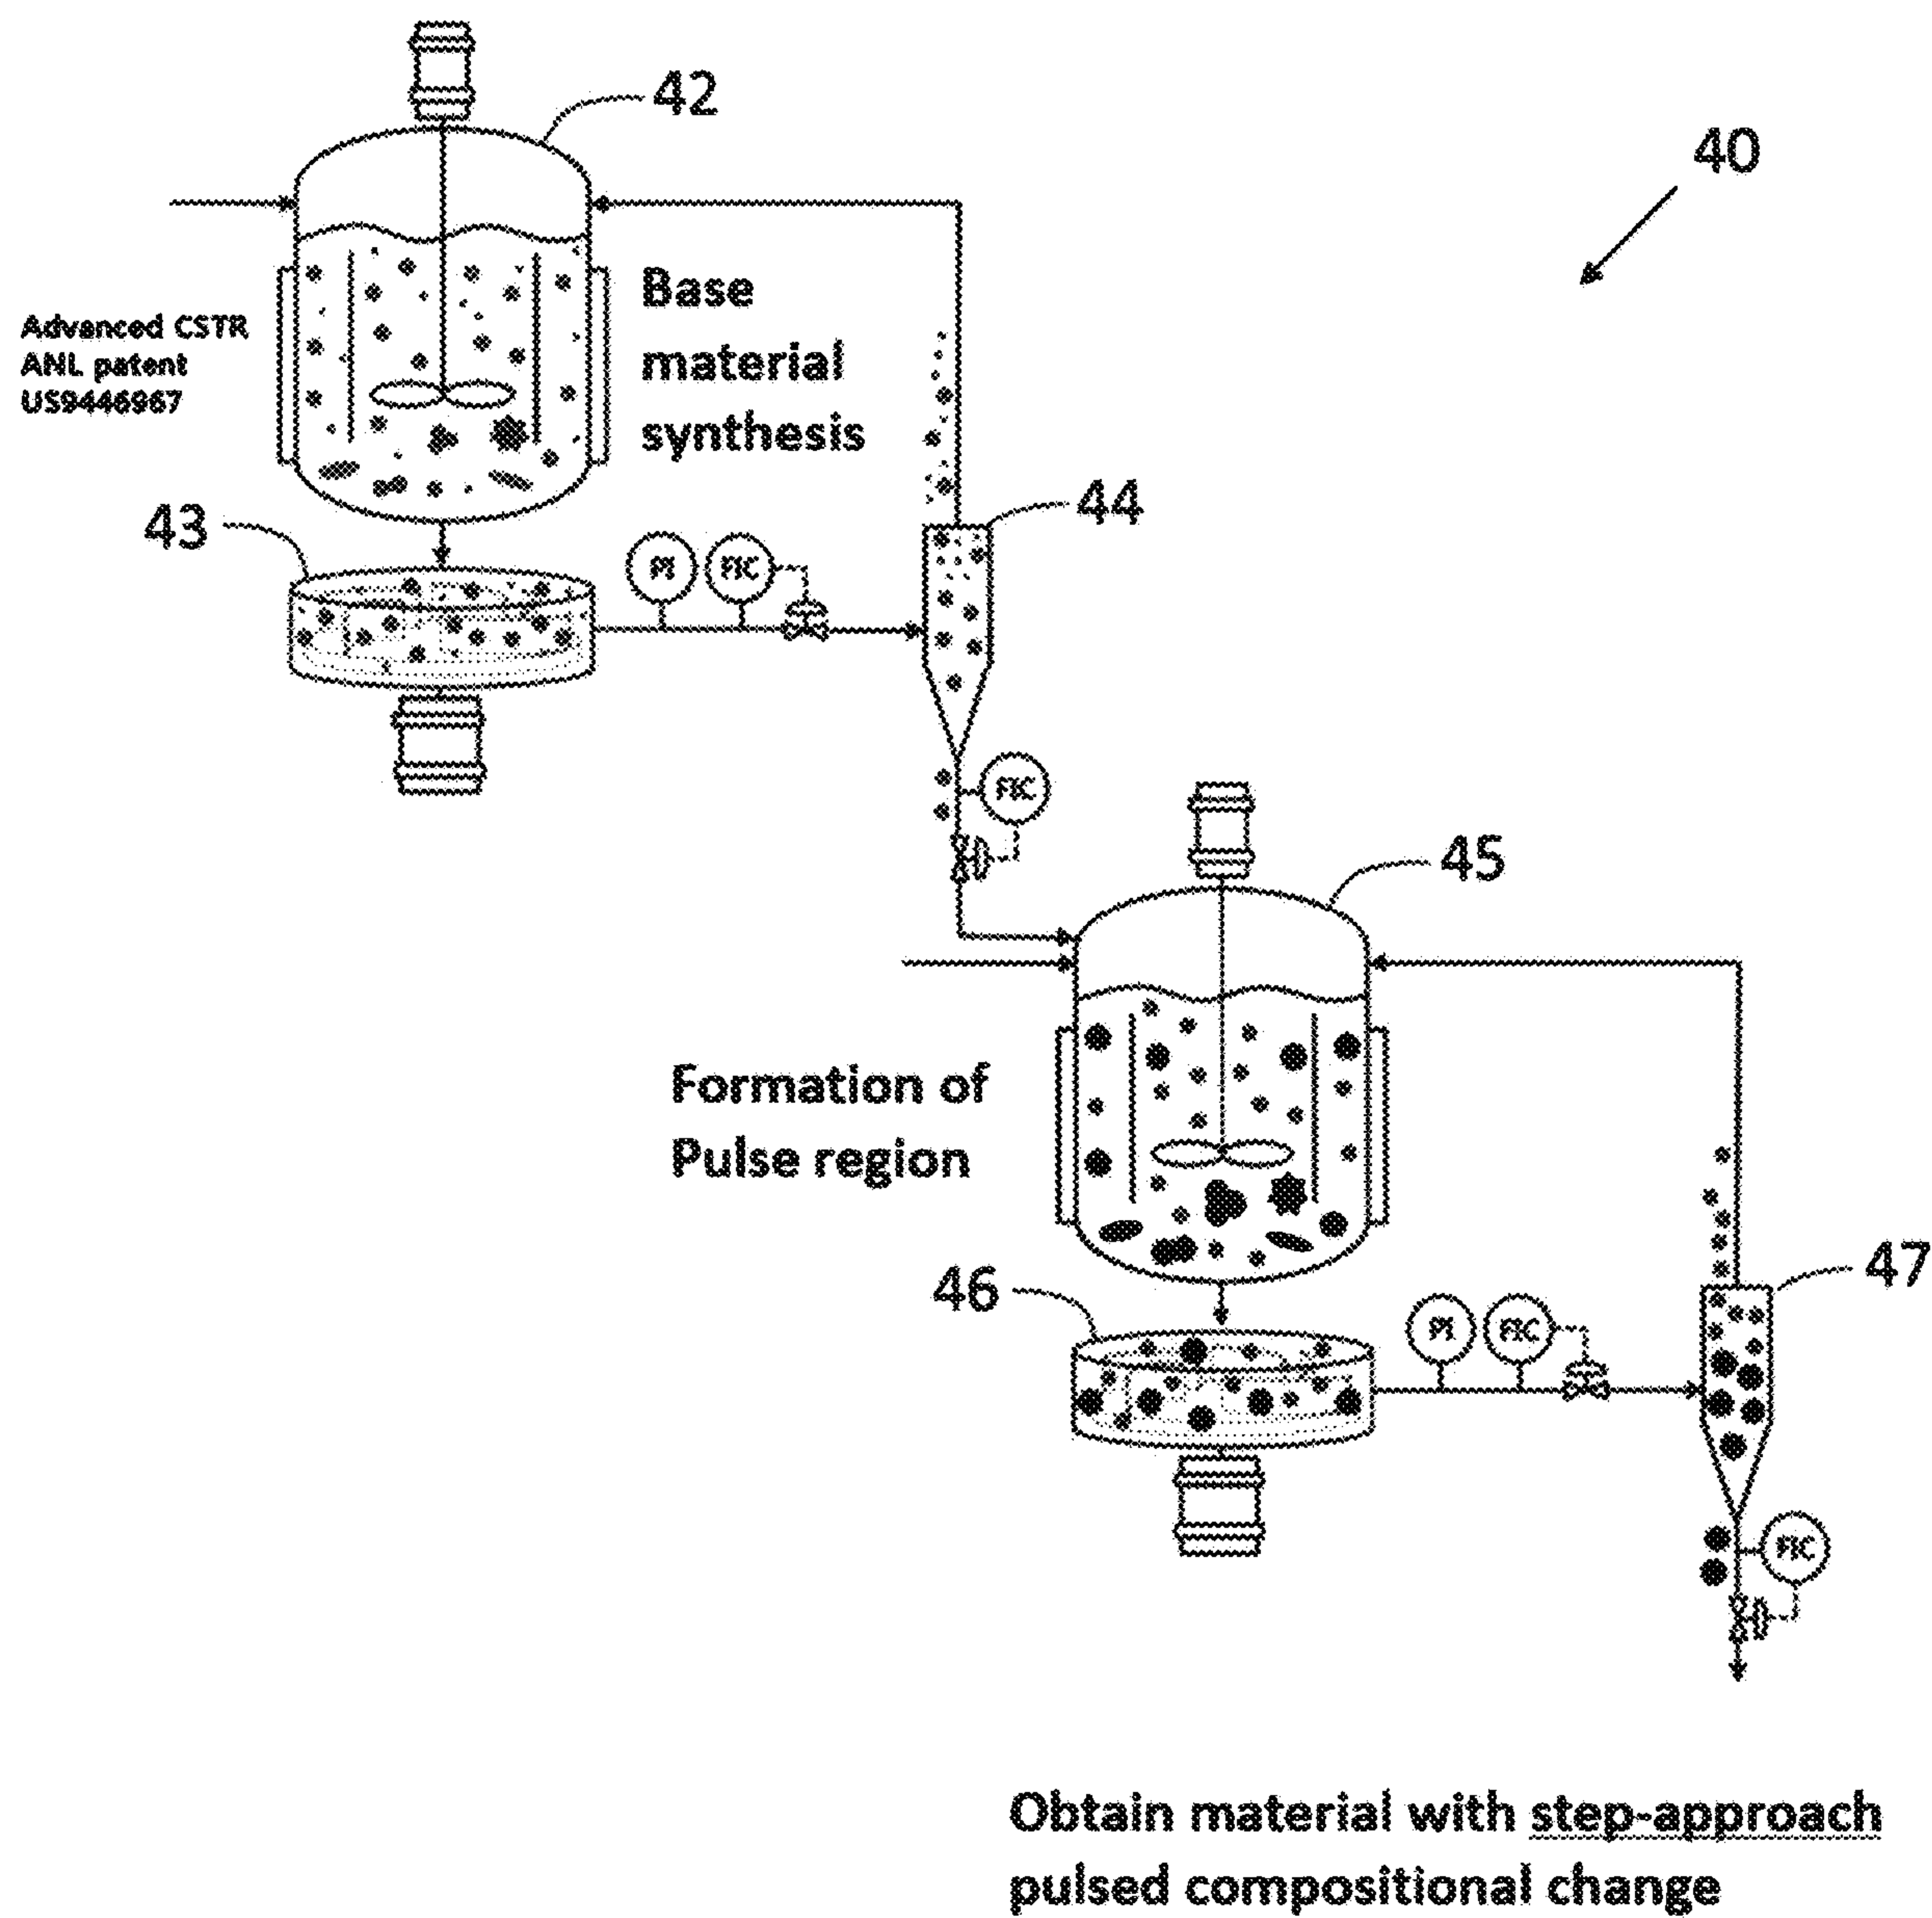 42
40
Base
material
synthesis
Advanced CSTR
ANL patent
US9446967
43
44
PI
FIC
FIC
45
Formation of
Pulse region
46
47
PI
FIC
FIC
Obtain material with step-approach
pulsed compositional change